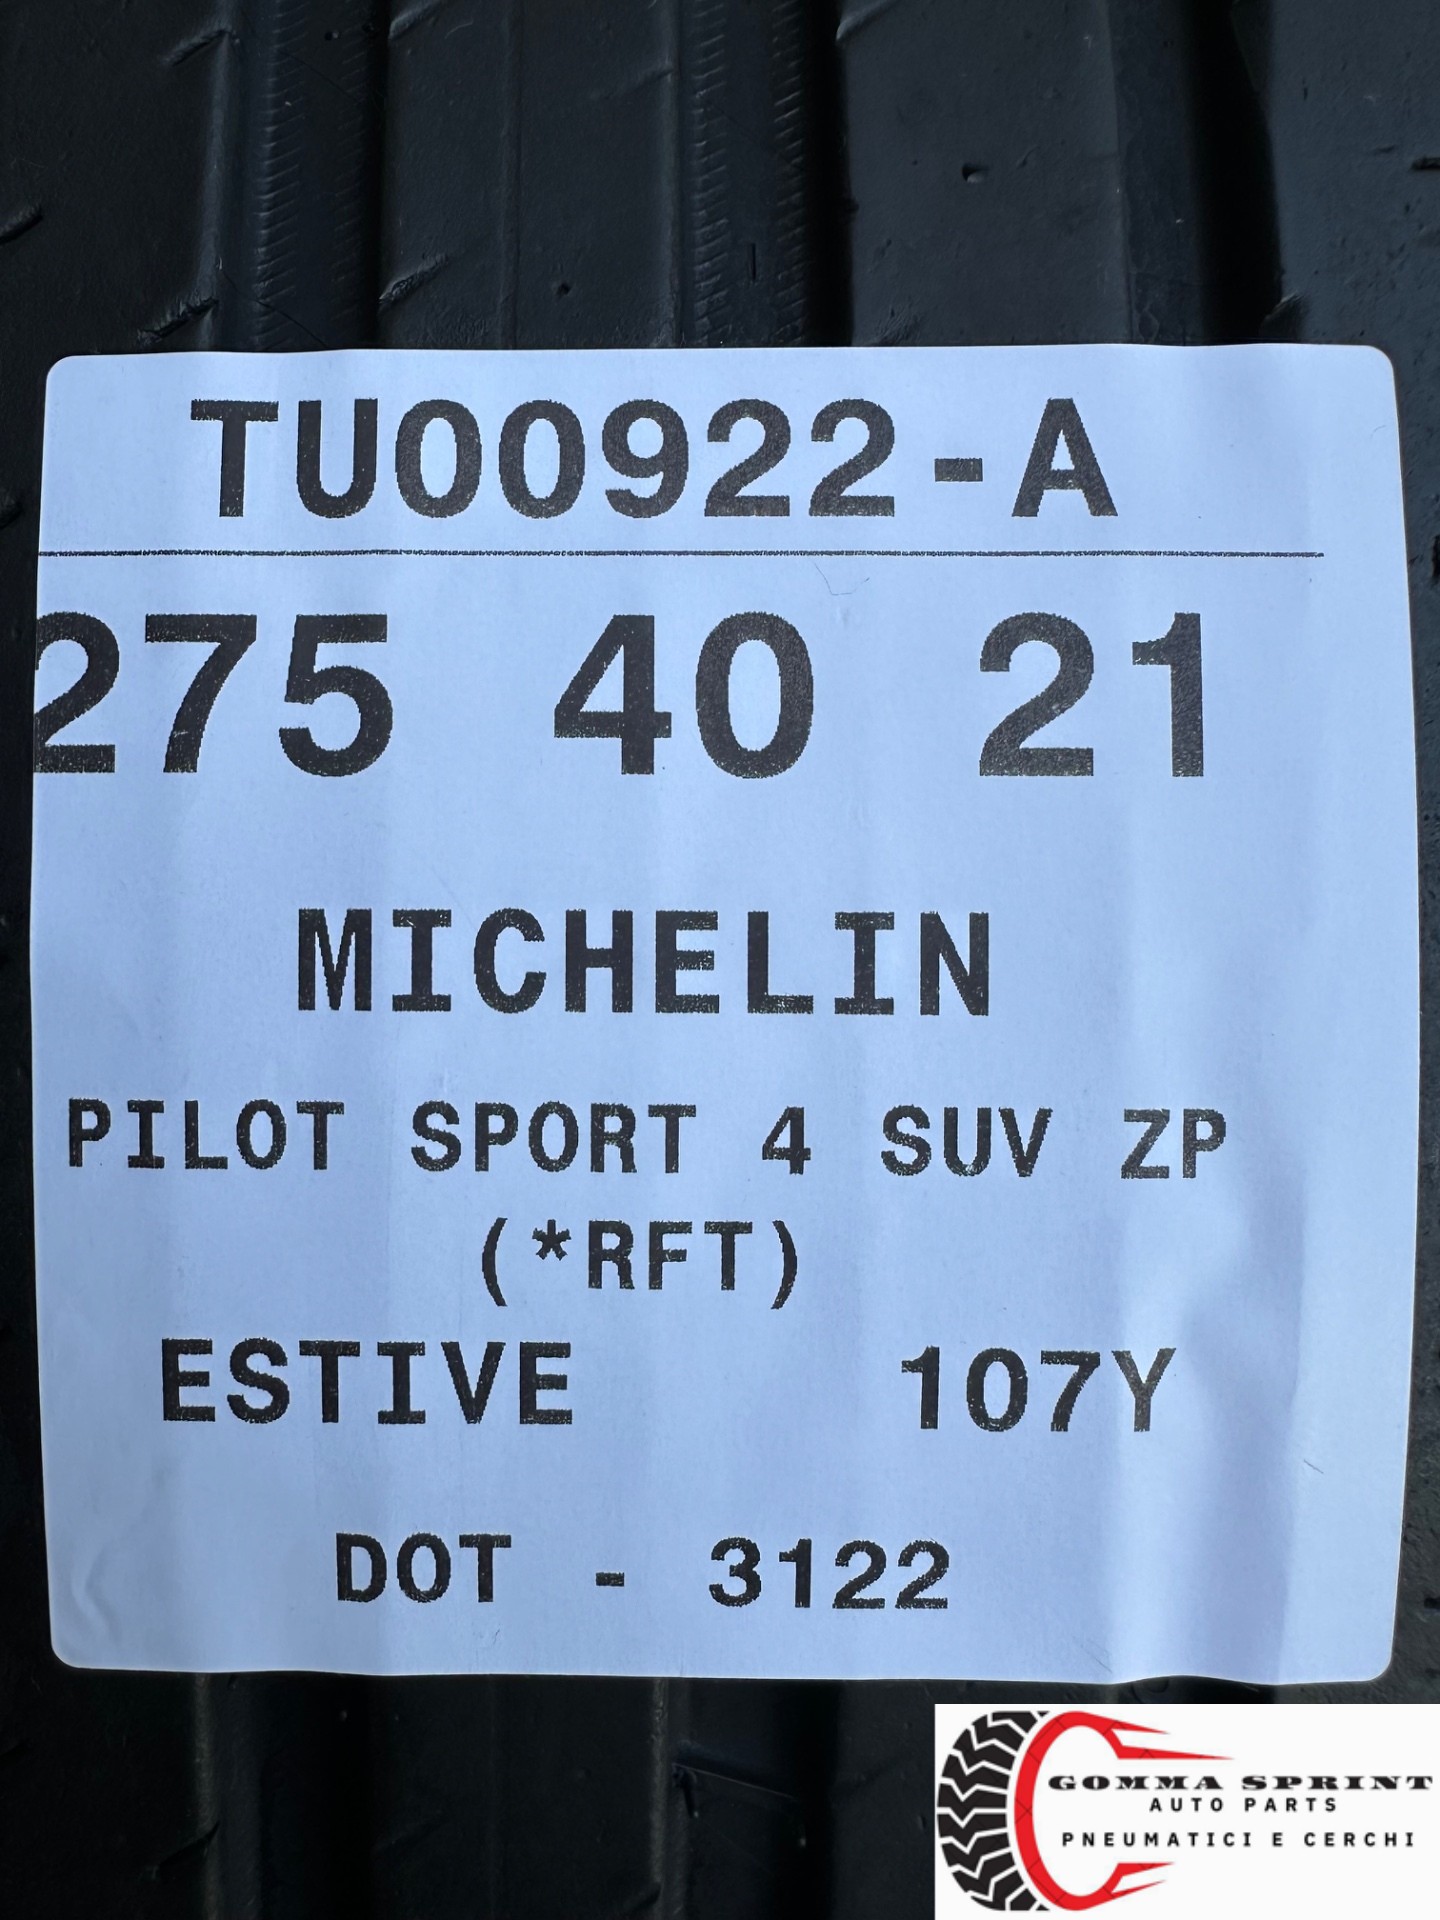 TU00922-A
275 40 21
MICHELIN
PILOT SPORT 4 SUV ZP
(*RFT)
ESTIVE 107Y
DOT - 3122
GOMMA SPRINT
AUTO PARTS
PNEUMATICI E CERCHI